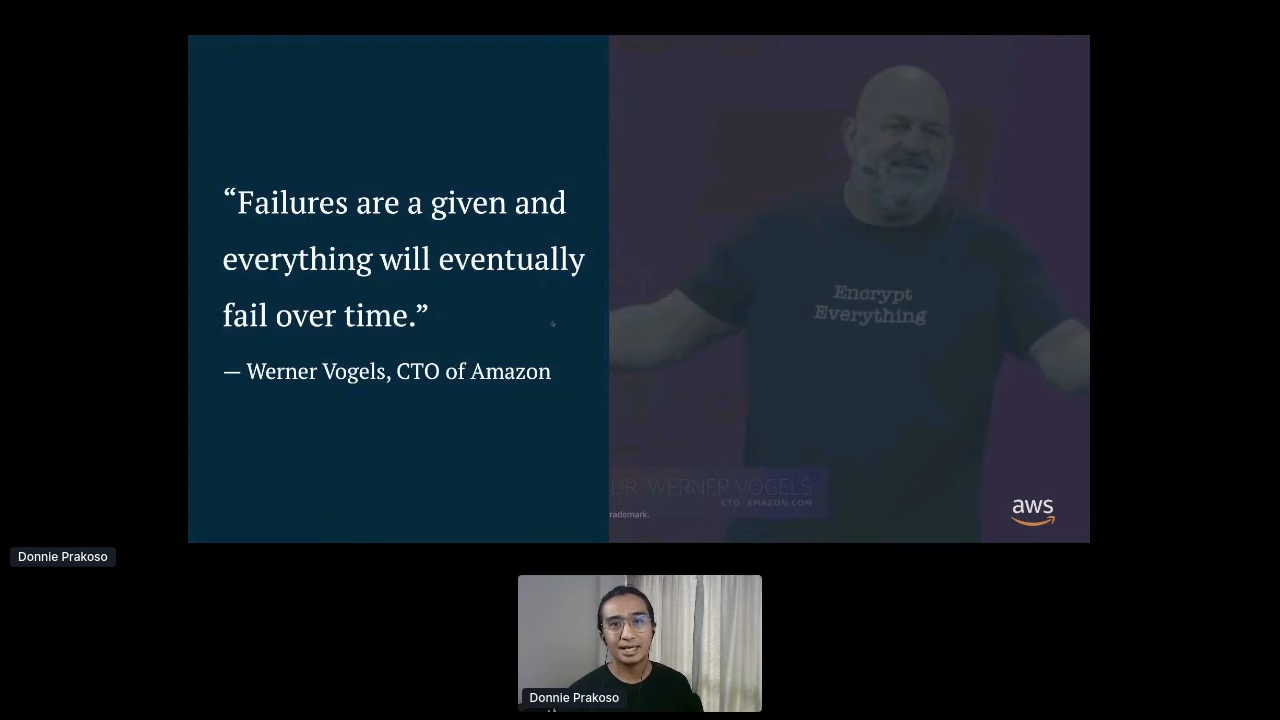 “Failures are a given and
everything will eventually
fail over time.”
— Werner Vogels, CTO of Amazon
Encrypt
Everything
DR. WERNER VOGELS
CTO, AMAZON.COM
rademark.
aws
Donnie Prakoso
Donnie Prakoso